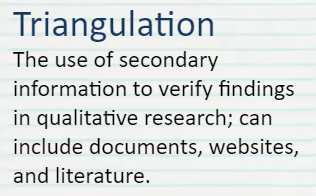 Triangulation
The use of secondary
information to verify findings
in qualitative research; can
include documents, websites,
and literature.